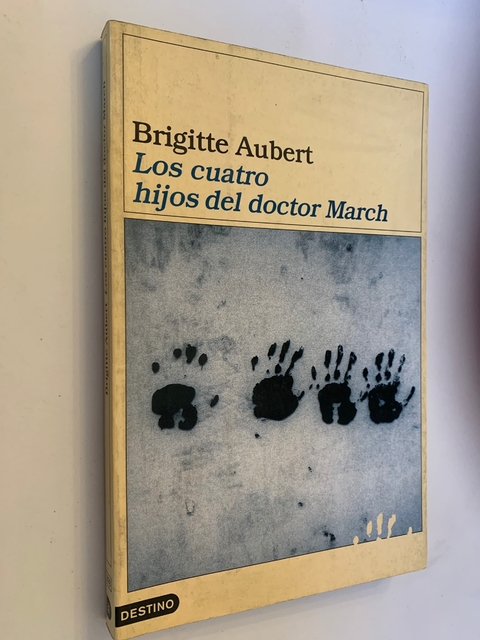 Brigitte Aubert
Los cuatro
hijos del doctor March
DESTINO